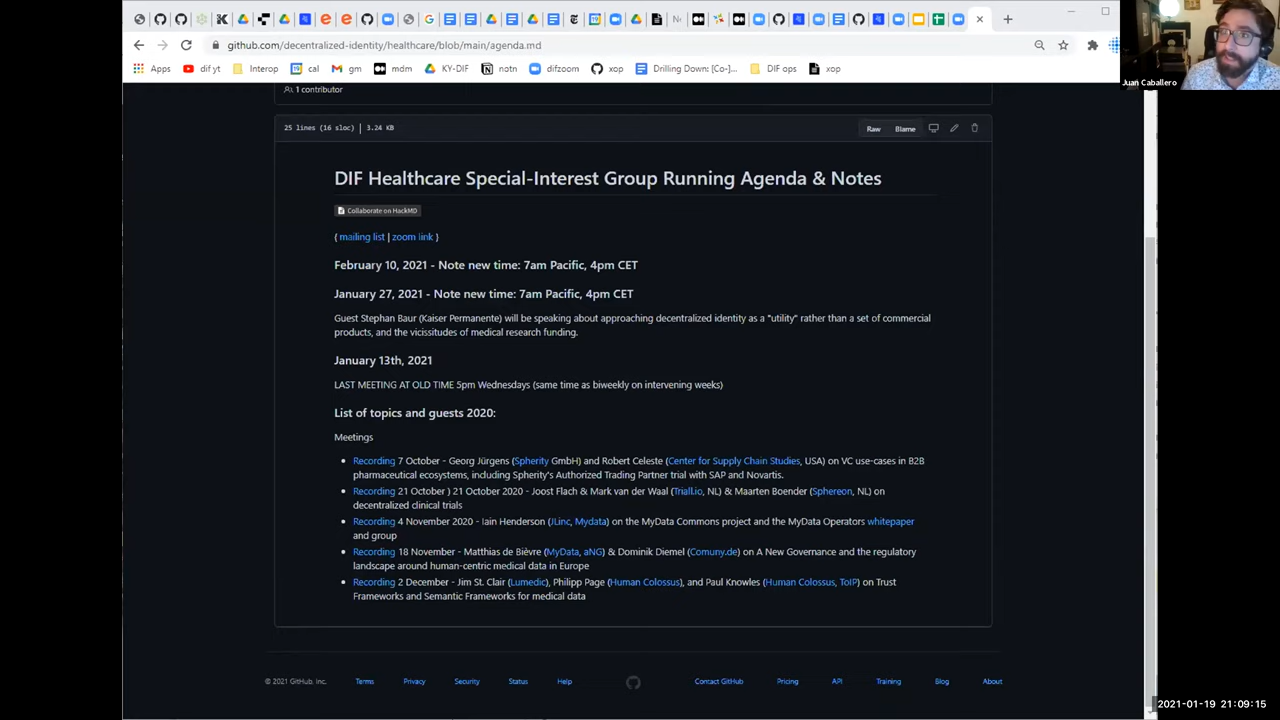 github.com/decentralized-identity/healthcare/blob/main/agenda.md
Apps dif yt Interop cal gm mdm KY-DIF notn difzoom xop Drilling Down: [Co-]... DIF ops xop
Juan Caballero
1 contributor
25 lines (16 sloc) | 3.24 KB Raw Blame
DIF Healthcare Special-Interest Group Running Agenda & Notes
Collaborate on HackMD
{ mailing list | zoom link }
February 10, 2021 - Note new time: 7am Pacific, 4pm CET
January 27, 2021 - Note new time: 7am Pacific, 4pm CET
Guest Stephan Baur (Kaiser Permanente) will be speaking about approaching decentralized identity as a "utility" rather than a set of commercial
products, and the vicissitudes of medical research funding.
January 13th, 2021
LAST MEETING AT OLD TIME 5pm Wednesdays (same time as biweekly on intervening weeks)
List of topics and guests 2020:
Meetings
Recording 7 October - Georg Jürgens (Spherity GmbH) and Robert Celeste (Center for Supply Chain Studies, USA) on VC use-cases in B2B
pharmaceutical ecosystems, including Spherity's Authorized Trading Partner trial with SAP and Novartis.
Recording 21 October ) 21 October 2020 - Joost Flach & Mark van der Waal (Triall.io, NL) & Maarten Boender (Sphereon, NL) on
decentralized clinical trials
Recording 4 November 2020 - Iain Henderson (JLinc, Mydata) on the MyData Commons project and the MyData Operators whitepaper
and group
Recording 18 November - Matthias de Bièvre (MyData, aNG) & Dominik Diemel (Comuny.de) on A New Governance and the regulatory
landscape around human-centric medical data in Europe
Recording 2 December - Jim St. Clair (Lumedic), Philipp Page (Human Colossus), and Paul Knowles (Human Colossus, ToIP) on Trust
Frameworks and Semantic Frameworks for medical data
© 2021 GitHub, Inc. Terms Privacy Security Status Help Contact GitHub Pricing API Training Blog About
2021-01-19 21:09:15